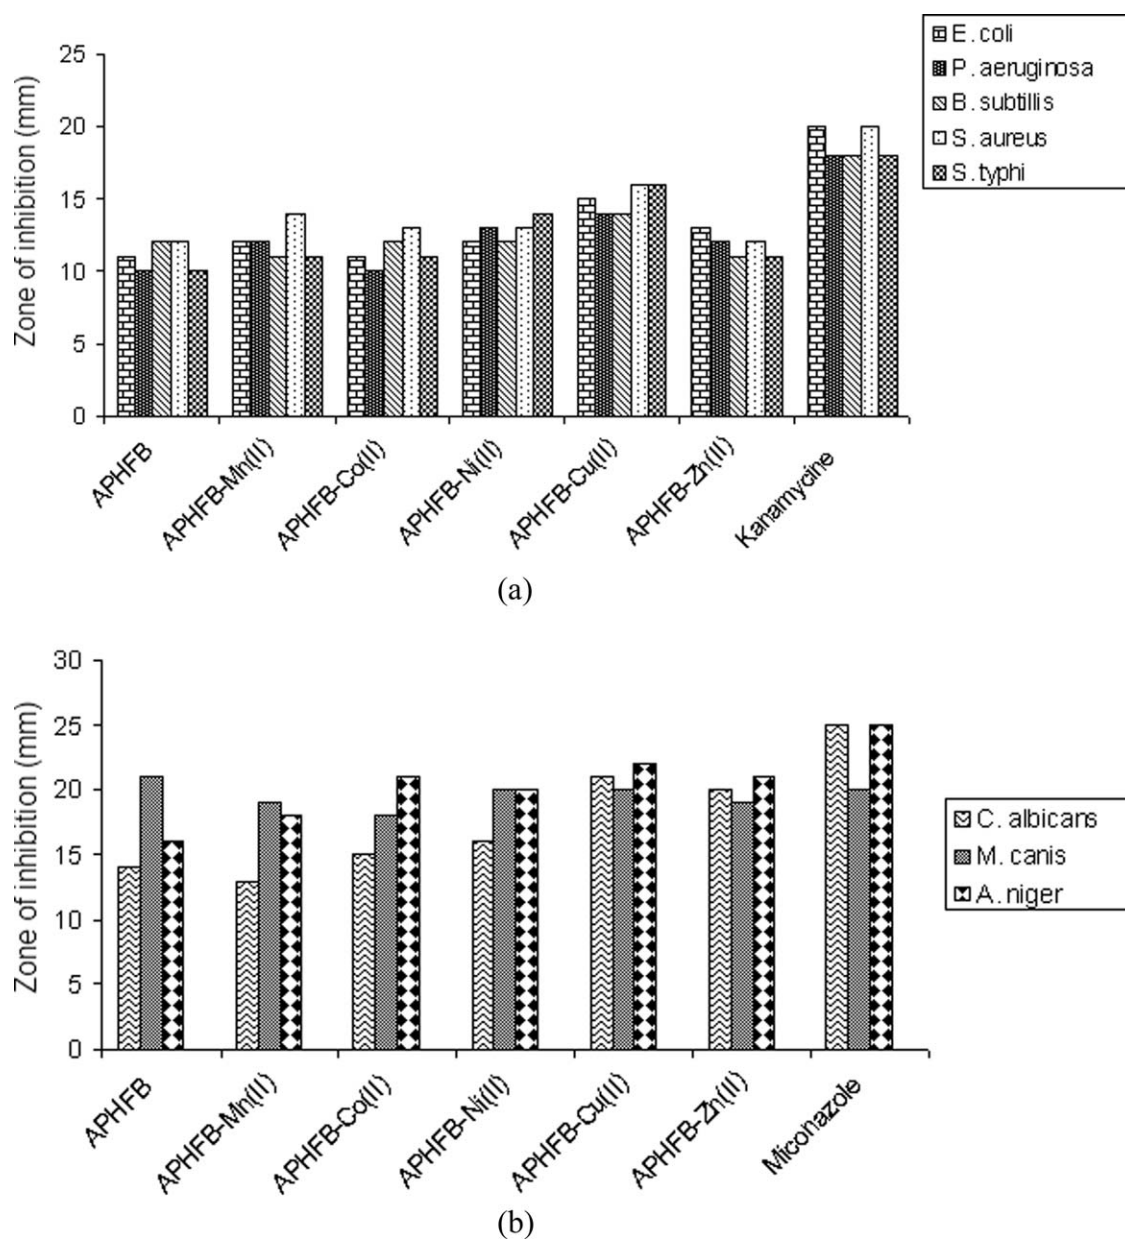 E. coli
P. aeruginosa
B. subtillis
S. aureus
S. typhi
Zone of inhibition (mm)
25
20
15
10
5
0
APHFB
APHFB-Mn(II)
APHFB-Co(II)
APHFB-Ni(II)
APHFB-Cu(II)
APHFB-Zn(II)
Kanamycine
(a)
Zone of inhibition (mm)
30
25
20
15
10
5
0
C. albicans
M. canis
A. niger
APHFB
APHFB-Mn(II)
APHFB-Co(II)
APHFB-Ni(II)
APHFB-Cu(II)
APHFB-Zn(II)
Miconazole
(b)